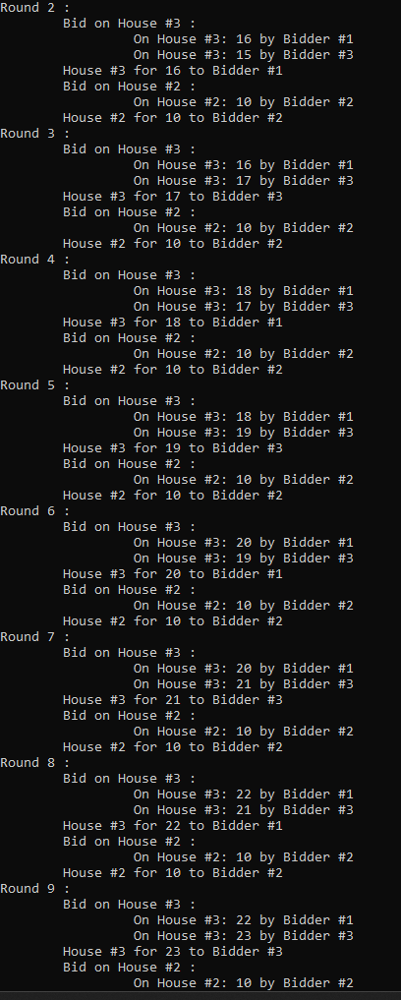 Round 2 :
Bid on House #3 :
On House #3: 16 by Bidder #1
On House #3: 15 by Bidder #3
House #3 for 16 to Bidder #1
Bid on House #2 :
On House #2: 10 by Bidder #2
House #2 for 10 to Bidder #2
Round 3 :
Bid on House #3 :
On House #3: 16 by Bidder #1
On House #3: 17 by Bidder #3
House #3 for 17 to Bidder #3
Bid on House #2 :
On House #2: 10 by Bidder #2
House #2 for 10 to Bidder #2
Round 4 :
Bid on House #3 :
On House #3: 18 by Bidder #1
On House #3: 17 by Bidder #3
House #3 for 18 to Bidder #1
Bid on House #2 :
On House #2: 10 by Bidder #2
House #2 for 10 to Bidder #2
Round 5 :
Bid on House #3 :
On House #3: 18 by Bidder #1
On House #3: 19 by Bidder #3
House #3 for 19 to Bidder #3
Bid on House #2 :
On House #2: 10 by Bidder #2
House #2 for 10 to Bidder #2
Round 6 :
Bid on House #3 :
On House #3: 20 by Bidder #1
On House #3: 19 by Bidder #3
House #3 for 20 to Bidder #1
Bid on House #2 :
On House #2: 10 by Bidder #2
House #2 for 10 to Bidder #2
Round 7 :
Bid on House #3 :
On House #3: 20 by Bidder #1
On House #3: 21 by Bidder #3
House #3 for 21 to Bidder #3
Bid on House #2 :
On House #2: 10 by Bidder #2
House #2 for 10 to Bidder #2
Round 8 :
Bid on House #3 :
On House #3: 22 by Bidder #1
On House #3: 21 by Bidder #3
House #3 for 22 to Bidder #1
Bid on House #2 :
On House #2: 10 by Bidder #2
House #2 for 10 to Bidder #2
Round 9 :
Bid on House #3 :
On House #3: 22 by Bidder #1
On House #3: 23 by Bidder #3
House #3 for 23 to Bidder #3
Bid on House #2 :
On House #2: 10 by Bidder #2